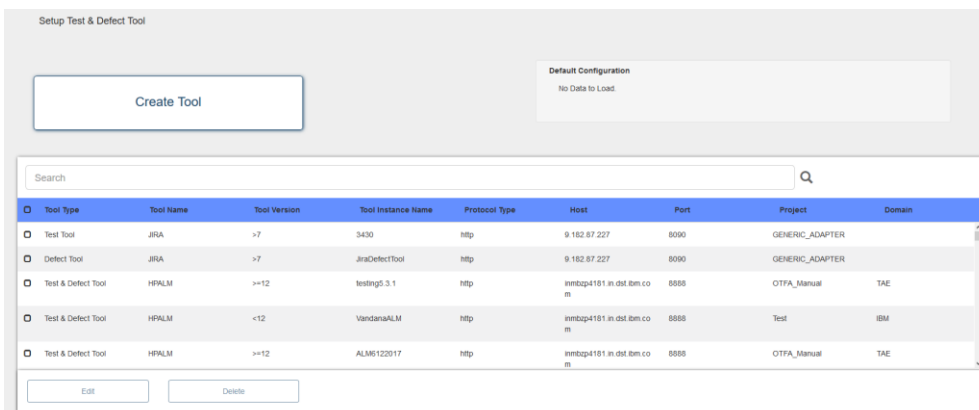 Setup Test & Defect Tool
Default Configuration
No Data to Load.
Create Tool
Search
Tool Type Tool Name Tool Version Tool Instance Name Protocol Type Host Port Project Domain
Test Tool JIRA >7 3430 http 9.182.87.227 8090 GENERIC_ADAPTER
Defect Tool JIRA >7 JiraDefectTool http 9.182.87.227 8090 GENERIC_ADAPTER
Test & Defect Tool HPALM >=12 testing5.3.1 http inmbzp4181.in.dst.ibm.co 8888 OTFA_Manual TAE
m
Test & Defect Tool HPALM <12 VandanaALM http inmbzp4181.in.dst.ibm.co 8888 Test IBM
m
Test & Defect Tool HPALM >=12 ALM6122017 http inmbzp4181.in.dst.ibm.co 8888 OTFA_Manual TAE
m
Edit Delete